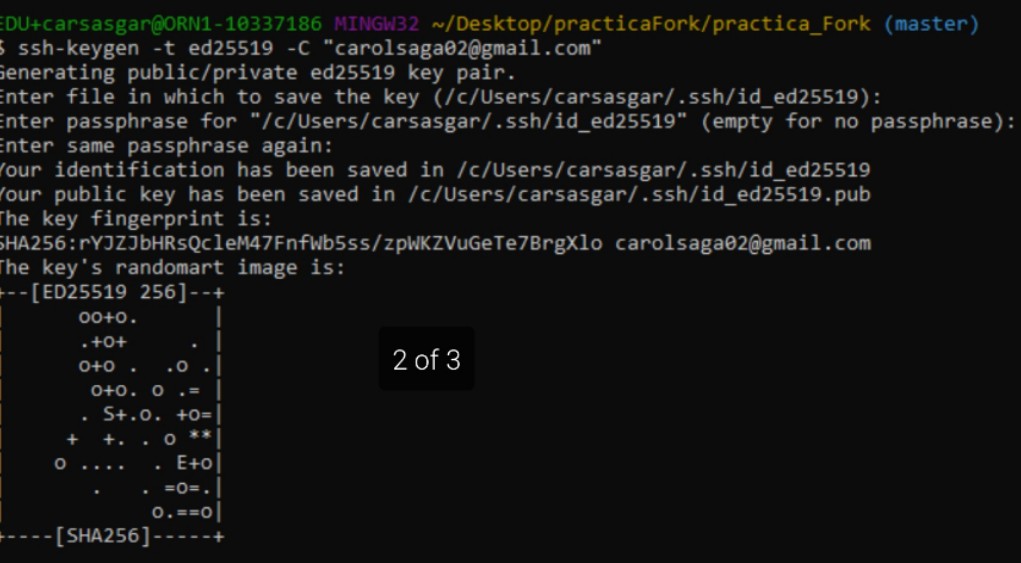 EDU+carsasgar@ORN1-10337186 MINGW32 ~/Desktop/practicaFork/practica_Fork (master)
$ ssh-keygen -t ed25519 -C "carolsaga02@gmail.com"
Generating public/private ed25519 key pair.
Enter file in which to save the key (/c/Users/carsasgar/.ssh/id_ed25519):
Enter passphrase for "/c/Users/carsasgar/.ssh/id_ed25519" (empty for no passphrase):
Enter same passphrase again:
Your identification has been saved in /c/Users/carsasgar/.ssh/id_ed25519
Your public key has been saved in /c/Users/carsasgar/.ssh/id_ed25519.pub
The key fingerprint is:
SHA256:rYJZJbHRsQcleM47FnfWb5ss/zpWKZVuGeTe7BrgXlo carolsaga02@gmail.com
The key's randomart image is:
+--[ED25519 256]--+
|      oo+o.      |
|      .+o+     . |
|      o+o .  .o .|
|       o+o. o .= |
|      . S+.o. +o=|
|     +  +. . o **|
|    o ....  . E+o|
|       .   . =o=.|
|            o.==o|
+----[SHA256]-----+
2 of 3